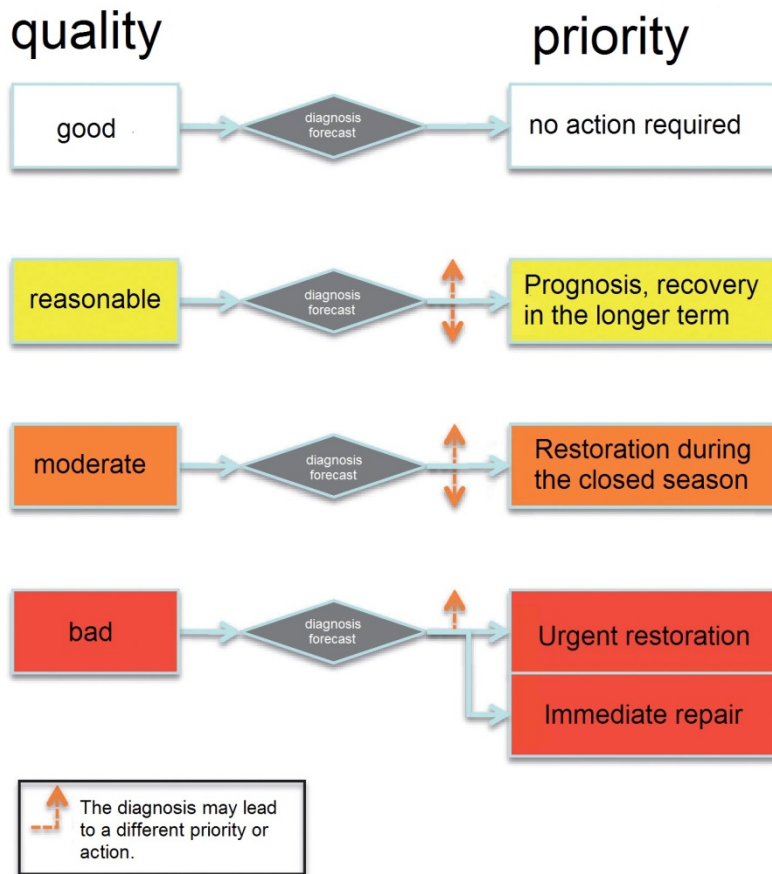 quality
priority
good
diagnosis
forecast
no action required
reasonable
diagnosis
forecast
Prognosis, recovery
in the longer term
moderate
diagnosis
forecast
Restoration during
the closed season
bad
diagnosis
forecast
Urgent restoration
Immediate repair
The diagnosis may lead
to a different priority or
action.